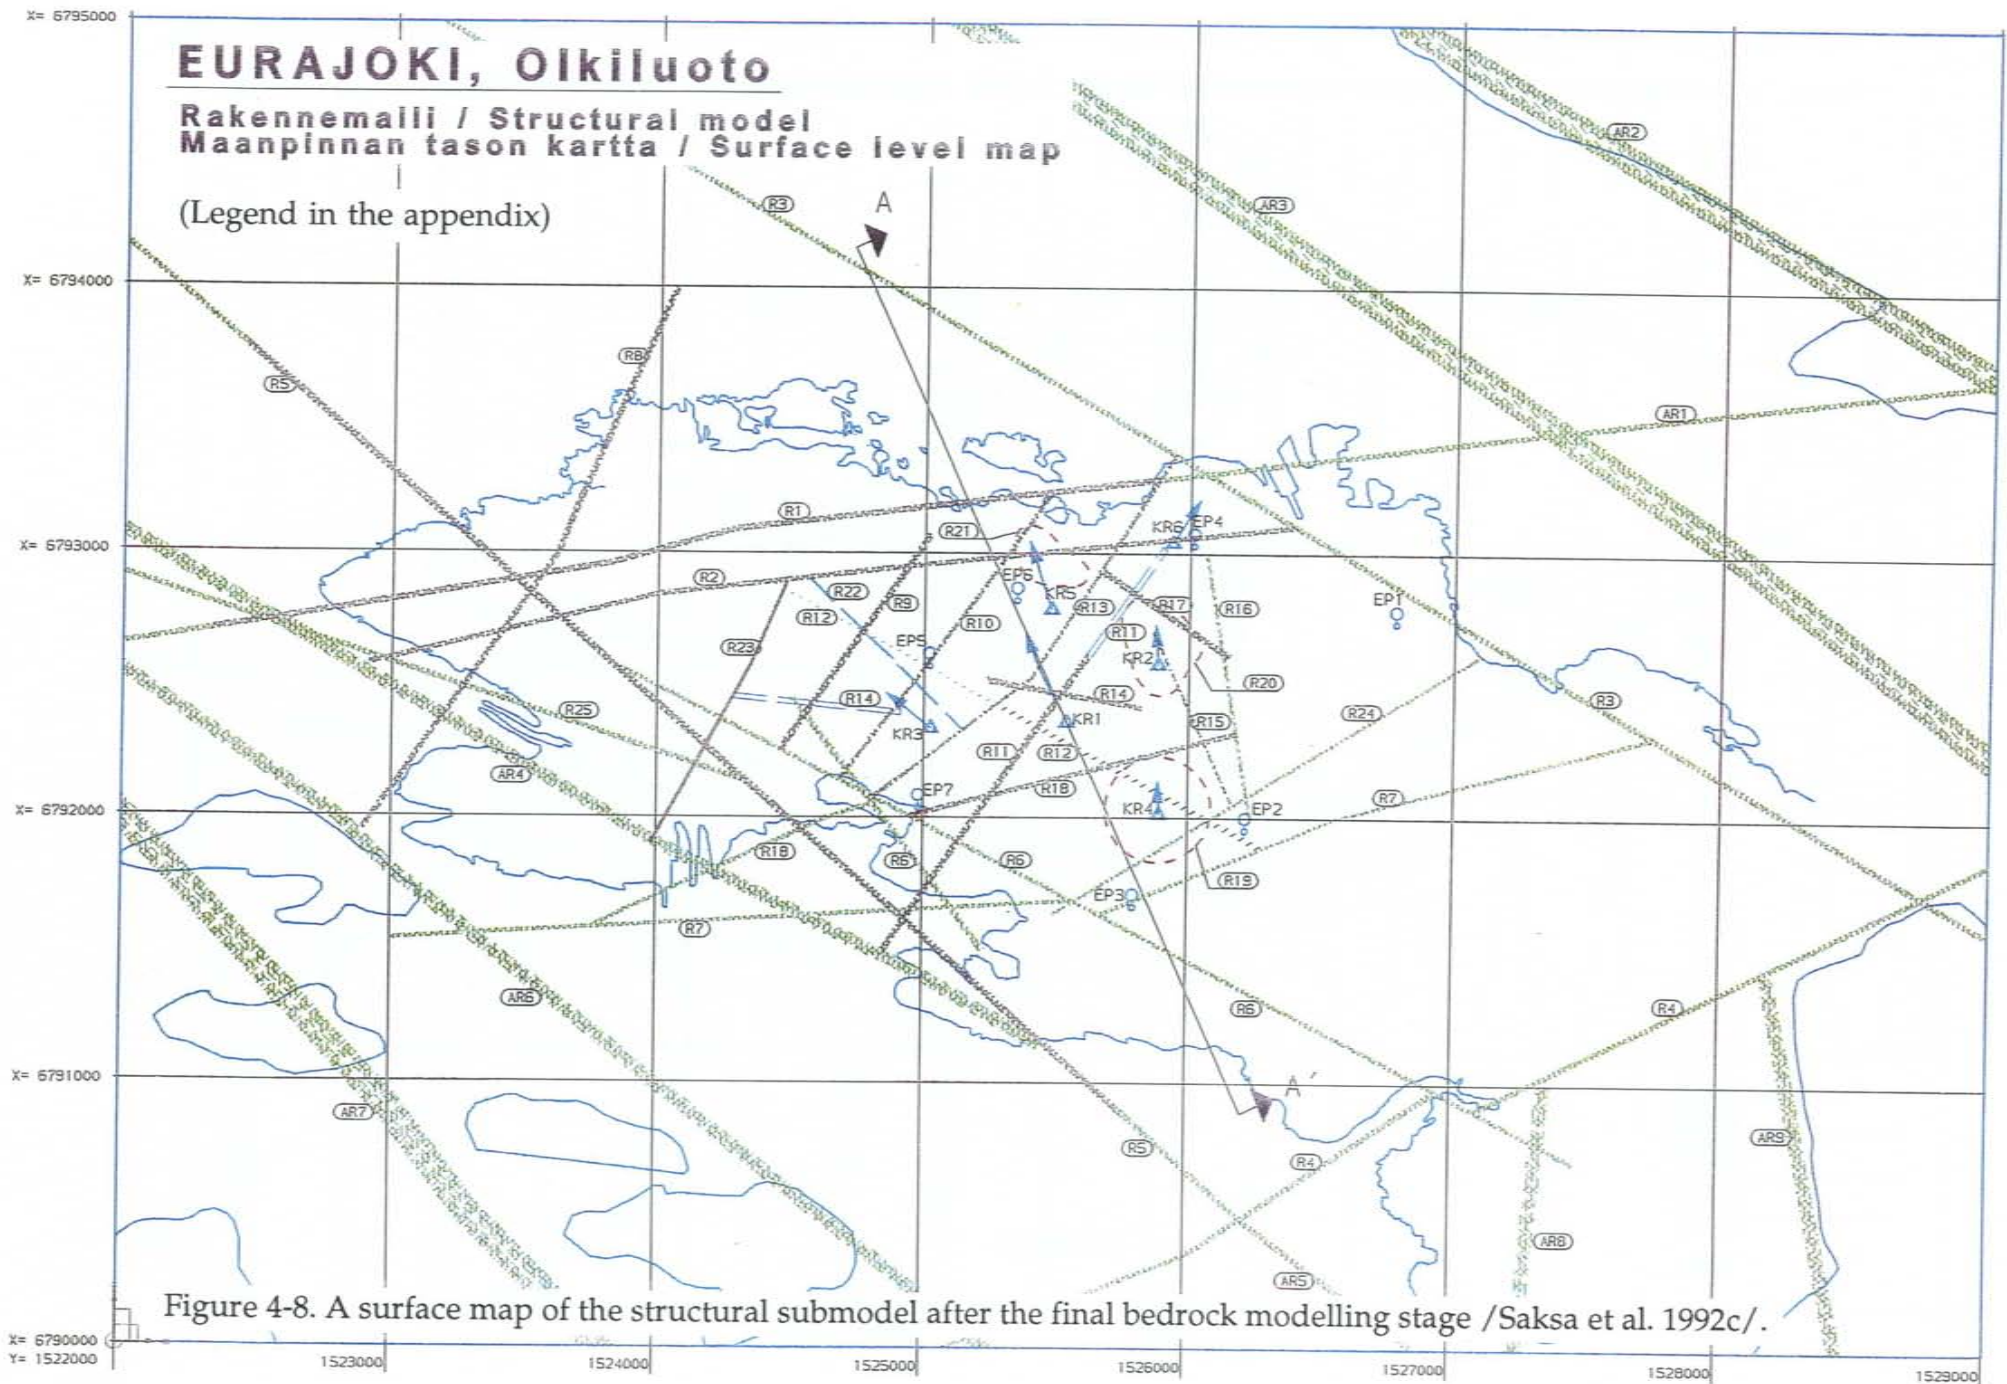 X= 6795000
EURAJOKI, Olkiluoto
Rakennemalli / Structural model
Maanpinnan tason kartta / Surface level map
(Legend in the appendix)
AR2
R3
A
AR3
X= 6794000
R8
R5
AR1
R1
R21
KR6 EP4
X= 6793000
R2
R22
R9
EP6
KR5
R13
R17
R16
EP1
R12
R10
R11
R23
EP5
KR2
R20
R14
R14
R3
R25
KR3
KR1
R15
R24
R11
R12
AR4
EP7
R18
R7
X= 6792000
KR4
EP2
R18
R6
R6
R19
EP3
R7
AR6
R6
R4
X= 6791000
A´
AR7
AR9
R5
R4
AR8
AR5
Figure 4-8. A surface map of the structural submodel after the final bedrock modelling stage /Saksa et al. 1992c/.
X= 6790000
Y= 1522000
1523000
1524000
1525000
1526000
1527000
1528000
1529000